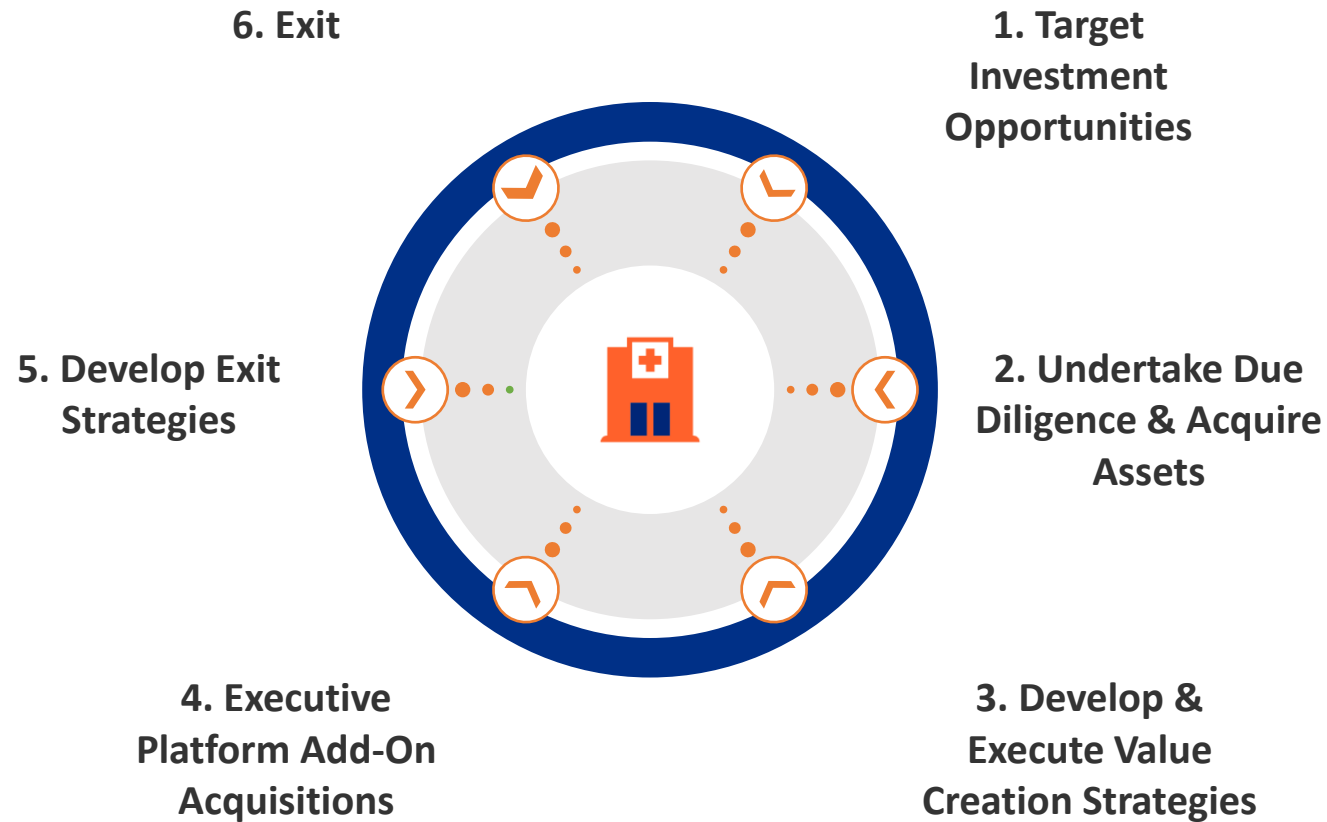 1. Target
Investment
Opportunities
2. Undertake Due
Diligence & Acquire
Assets
3. Develop &
Execute Value
Creation Strategies
4. Executive
Platform Add-On
Acquisitions
5. Develop Exit
Strategies
6. Exit